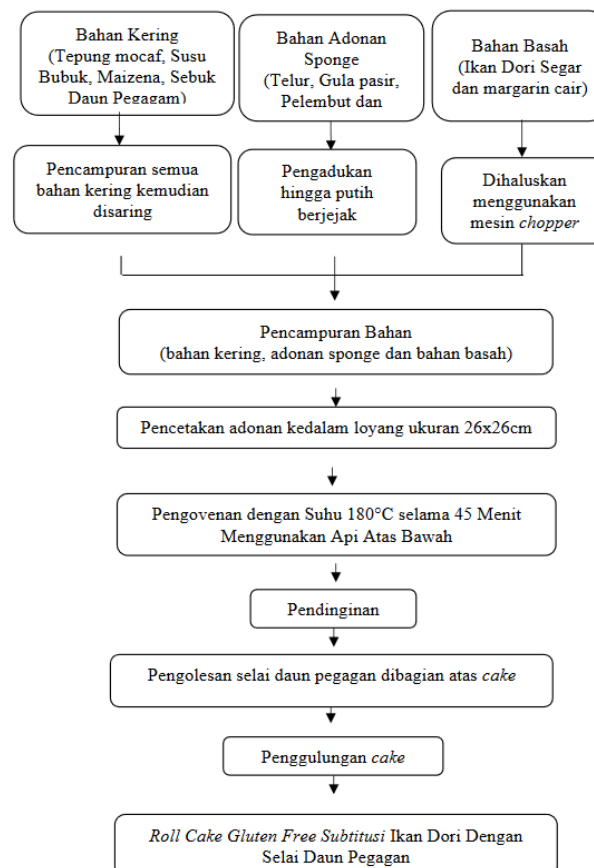 Bahan Kering
(Tepung mocaf, Susu
Bubuk, Maizena, Sebuk
Daun Pegagam)
Bahan Adonan
Sponge
(Telur, Gula pasir,
Pelembut dan
Bahan Basah
(Ikan Dori Segar
dan margarin cair)
Pencampuran semua
bahan kering kemudian
disaring
Pengadukan
hingga putih
berjejak
Dihaluskan
menggunakan
mesin chopper
Pencampuran Bahan
(bahan kering, adonan sponge dan bahan basah)
Pencetakan adonan kedalam loyang ukuran 26x26cm
Pengovenan dengan Suhu 180°C selama 45 Menit
Menggunakan Api Atas Bawah
Pendinginan
Pengolesan selai daun pegagan dibagian atas cake
Penggulungan cake
Roll Cake Gluten Free Subtitusi Ikan Dori Dengan
Selai Daun Pegagan